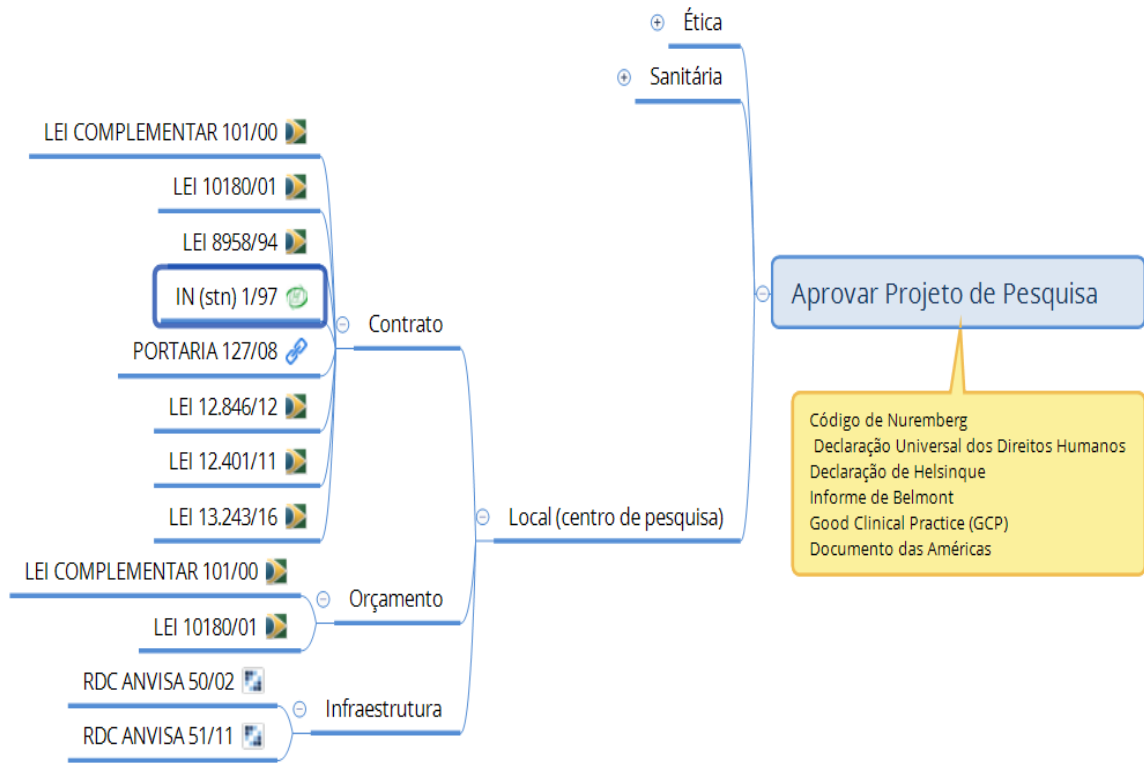 Ética
Sanitária
LEI COMPLEMENTAR 101/00
LEI 10180/01
LEI 8958/94
IN (stn) 1/97
PORTARIA 127/08
LEI 12.846/12
LEI 12.401/11
LEI 13.243/16
Contrato
LEI COMPLEMENTAR 101/00
LEI 10180/01
Orçamento
RDC ANVISA 50/02
RDC ANVISA 51/11
Infraestrutura
Local (centro de pesquisa)
Aprovar Projeto de Pesquisa
Código de Nuremberg
Declaração Universal dos Direitos Humanos
Declaração de Helsinque
Informe de Belmont
Good Clinical Practice (GCP)
Documento das Américas